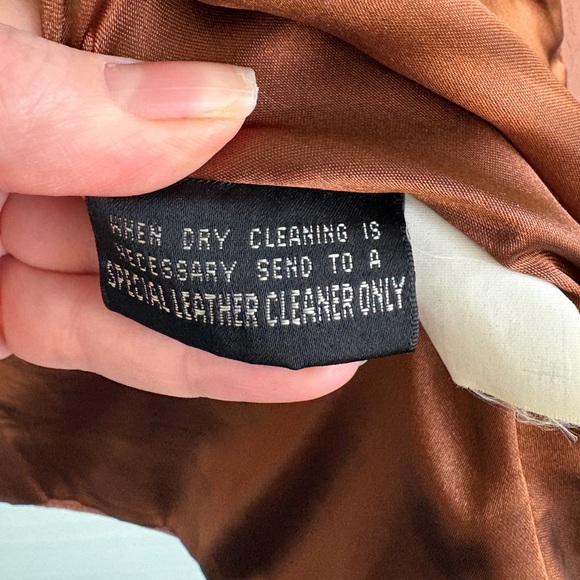 WHEN DRY CLEANING IS
NECESSARY SEND TO A
SPECIAL LEATHER CLEANER ONLY